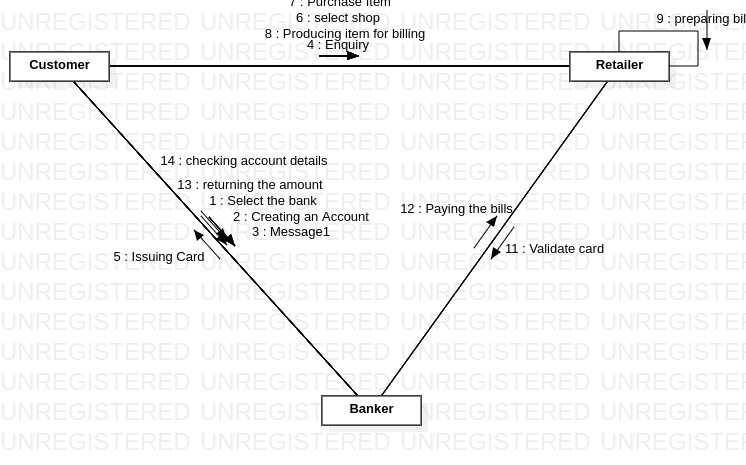 7 : Purchase item
6 : select shop
9 : preparing bil
8 : Producing item for billing
4 : Enquiry
Customer
Retailer
14 : checking account details
13 : returning the amount
1 : Select the bank
12 : Paying the bills
2 : Creating an Account
3 : Message1
11 : Validate card
5 : Issuing Card
Banker
UNREGISTERED